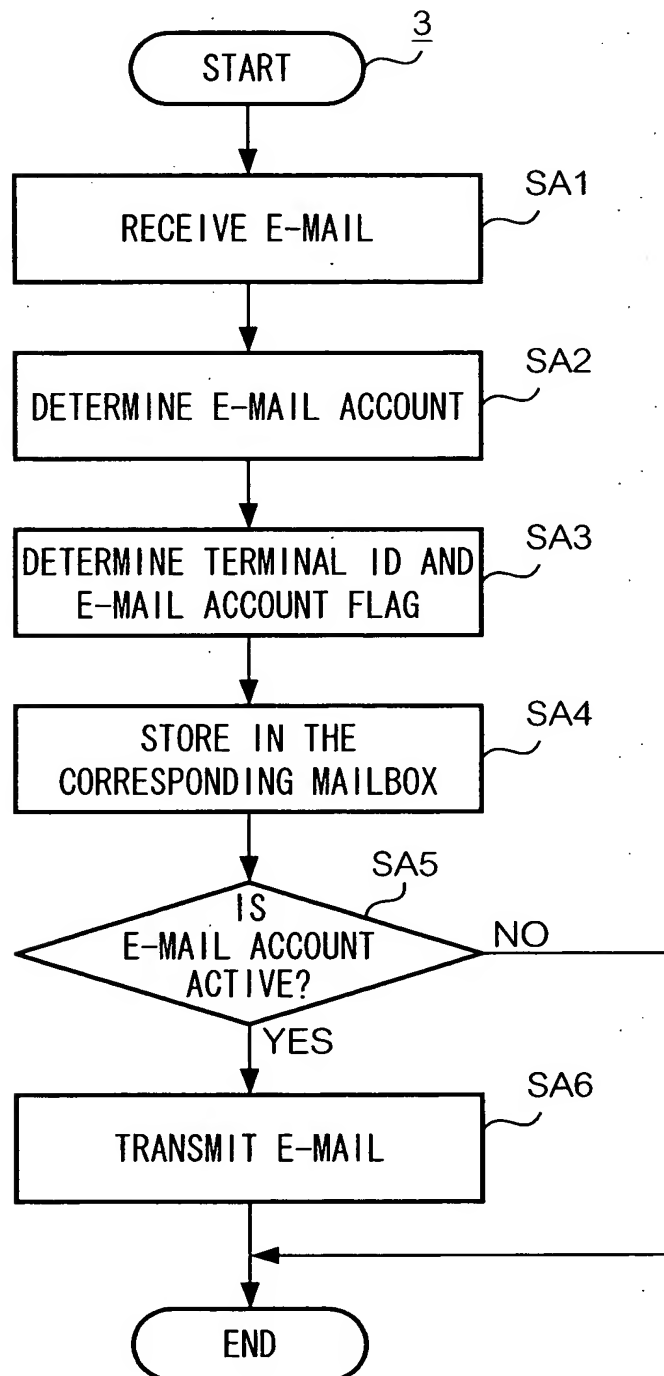 3
START
SA1
RECEIVE E-MAIL
SA2
DETERMINE E-MAIL ACCOUNT
SA3
DETERMINE TERMINAL ID AND
E-MAIL ACCOUNT FLAG
SA4
STORE IN THE
CORRESPONDING MAILBOX
SA5
IS
E-MAIL ACCOUNT
ACTIVE?
NO
YES
SA6
TRANSMIT E-MAIL
END